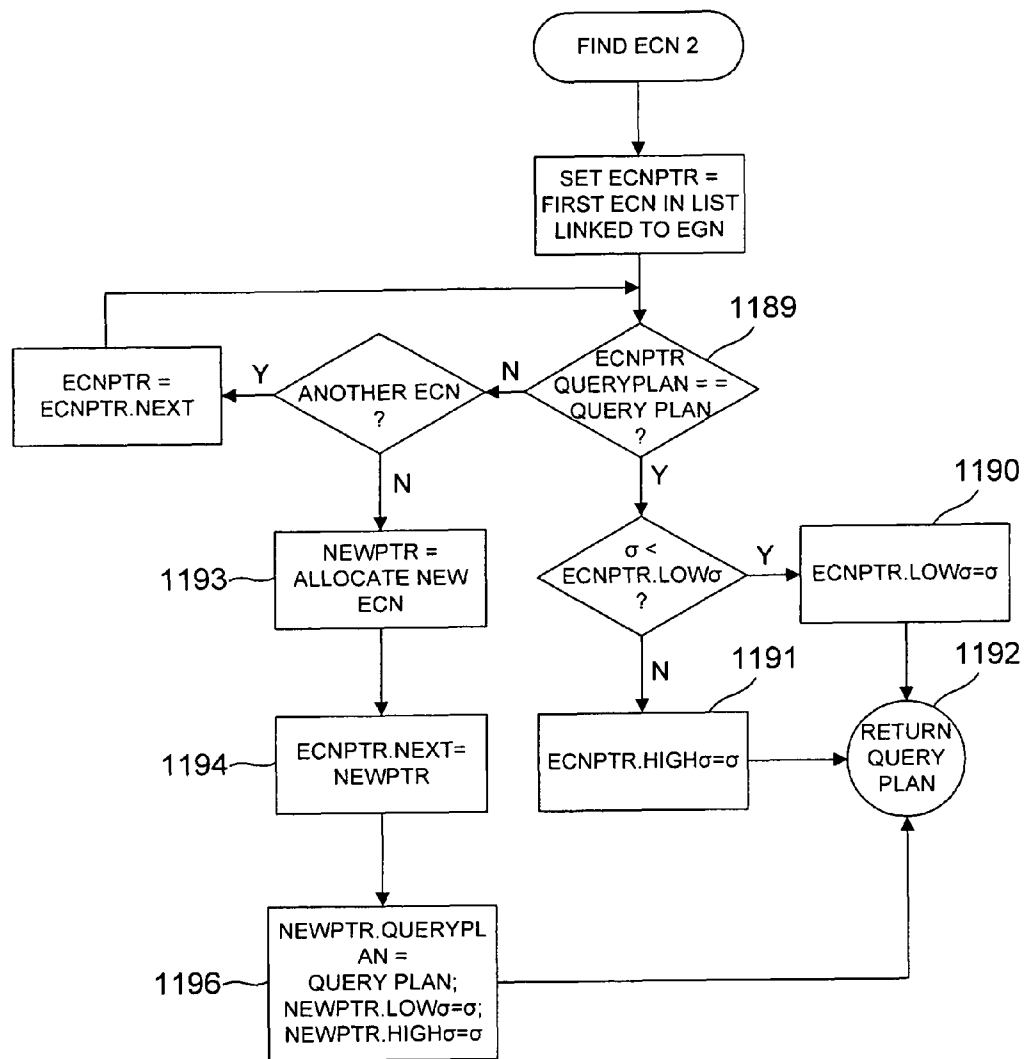 FIND ECN 2
SET ECNPTR =
FIRST ECN IN LIST
LINKED TO EGN
1189
ECNPTR
QUERYPLAN = =
QUERY PLAN
?
N
ANOTHER ECN
?
Y
ECNPTR =
ECNPTR.NEXT
N
Y
1190
σ <
ECNPTR.LOWσ
?
Y
ECNPTR.LOWσ=σ
1193
NEWPTR =
ALLOCATE NEW
ECN
N
1191
1192
ECNPTR.HIGHσ=σ
RETURN
QUERY
PLAN
1194
ECNPTR.NEXT=
NEWPTR
1196
NEWPTR.QUERYPL
AN =
QUERY PLAN;
NEWPTR.LOWσ=σ;
NEWPTR.HIGHσ=σ